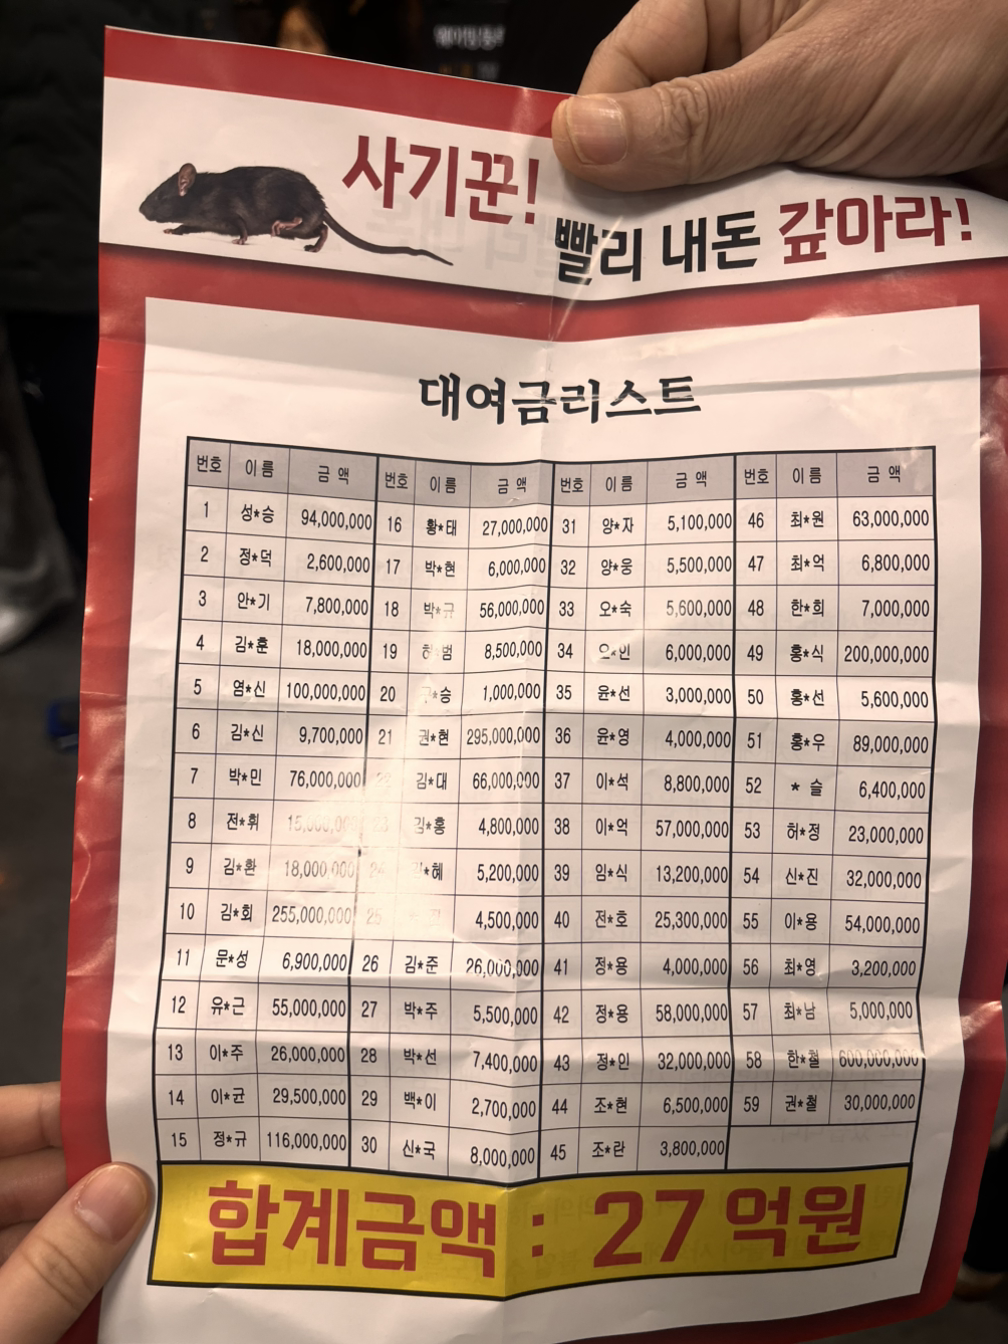 사기꾼!
빨리 내돈 갚아라!
대여금리스트
번호 이름 금액 번호 이름 금액 번호 이름 금액 번호 이름 금액
1 성*승 94,000,000 16 황*태 27,000,000 31 양*자 5,100,000 46 최*원 63,000,000
2 정*덕 2,600,000 17 박*현 6,000,000 32 양*웅 5,500,000 47 최*억 6,800,000
3 안*기 7,800,000 18 박*규 56,000,000 33 오*숙 5,600,000 48 한*희 7,000,000
4 김*훈 18,000,000 19 허*범 8,500,000 34 6,000,000 49 홍*식 200,000,000
5 염*신 100,000,000 20 1,000,000 35 윤*선 3,000,000 50 홍*선 5,600,000
6 김*신 9,700,000 21 권*현 295,000,000 36 윤*영 4,000,000 51 홍*우 89,000,000
7 박*민 76,000,000 22 김*대 66,000,000 37 이*석 8,800,000 52 * 슬 6,400,000
8 전*휘 15,000,000 23 김*홍 4,800,000 38 이*억 57,000,000 53 허*정 23,000,000
9 김*환 18,000,000 24 5,200,000 39 임*식 13,200,000 54 신*진 32,000,000
10 김*회 255,000,000 25 4,500,000 40 전*호 25,300,000 55 이*용 54,000,000
11 문*성 6,900,000 26 김*준 26,000,000 41 정*용 4,000,000 56 최*영 3,200,000
12 유*근 55,000,000 27 박*주 5,500,000 42 정*용 58,000,000 57 최*남 5,000,000
13 이*주 26,000,000 28 박*선 7,400,000 43 정*인 32,000,000 58 한*철 600,000,000
14 이*균 29,500,000 29 백*이 2,700,000 44 조*현 6,500,000 59 권*철 30,000,000
15 정*규 116,000,000 30 신*국 8,000,000 45 조*란 3,800,000
합계금액 : 27억원